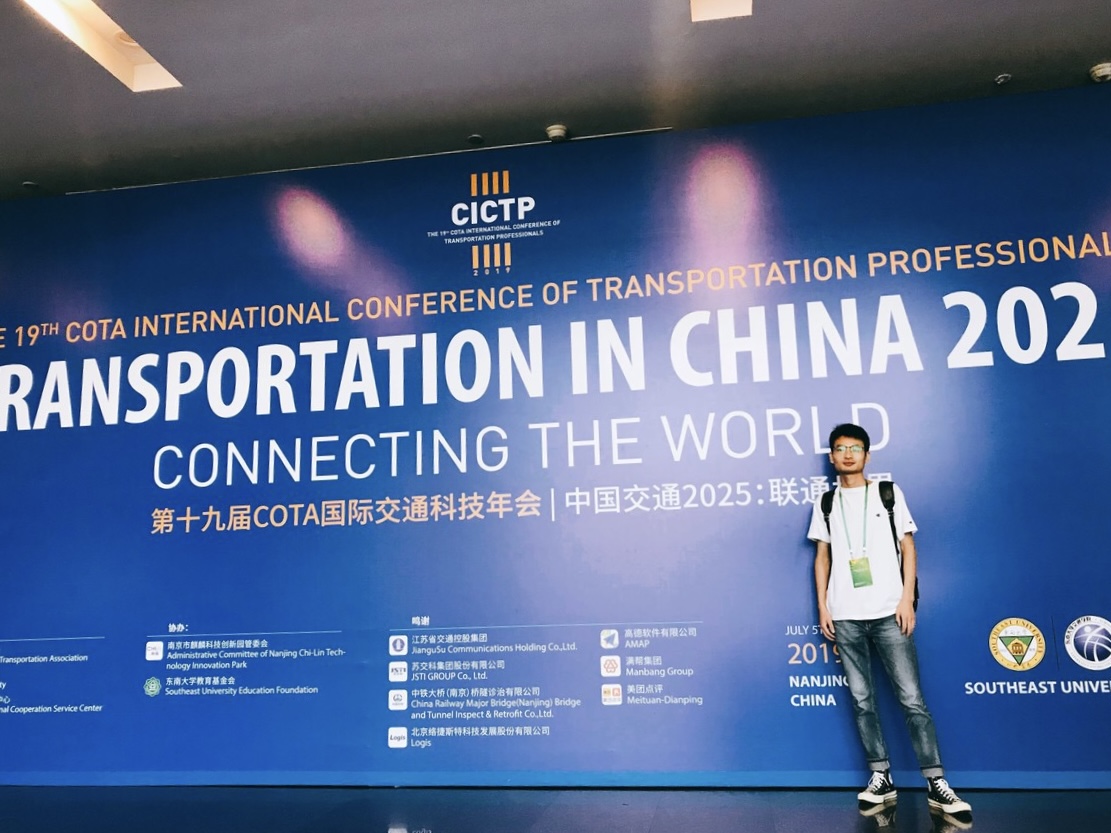 CICTP
THE 19TH COTA INTERNATIONAL CONFERENCE OF
TRANSPORTATION PROFESSIONALS
2019
E 19TH COTA INTERNATIONAL CONFERENCE OF TRANSPORTATION PROFESSIONAL
RANSPORTATION IN CHINA 202
CONNECTING THE WORLD
第十九届COTA国际交通科技年会 | 中国交通2025：联通
Transportation Association
心
nal Cooperation Service Center
协办：
南京市麒麟科技创新园管委会
Administrative Committee of Nanjing Chi-Lin Tech-
nology Innovation Park
东南大学教育基金会
Southeast University Education Foundation
鸣谢
江苏省交通控股集团
JianguSu Communications Holding Co.,Ltd.
苏交科集团股份有限公司
JSTI GROUP Co., Ltd.
中铁大桥（南京）桥隧诊治有限公司
China Railway Major Bridge(Nanjing) Bridge
and Tunnel Inspect & Retrofit Co.,Ltd.
北京络捷斯特科技发展股份有限公司
Logis
Logis
高德软件有限公司
AMAP
满帮集团
Manbang Group
美团点评
Meituan-Dianping
JULY 5T
2019
NANJING
CHINA
SOUTHEAST UNIVE